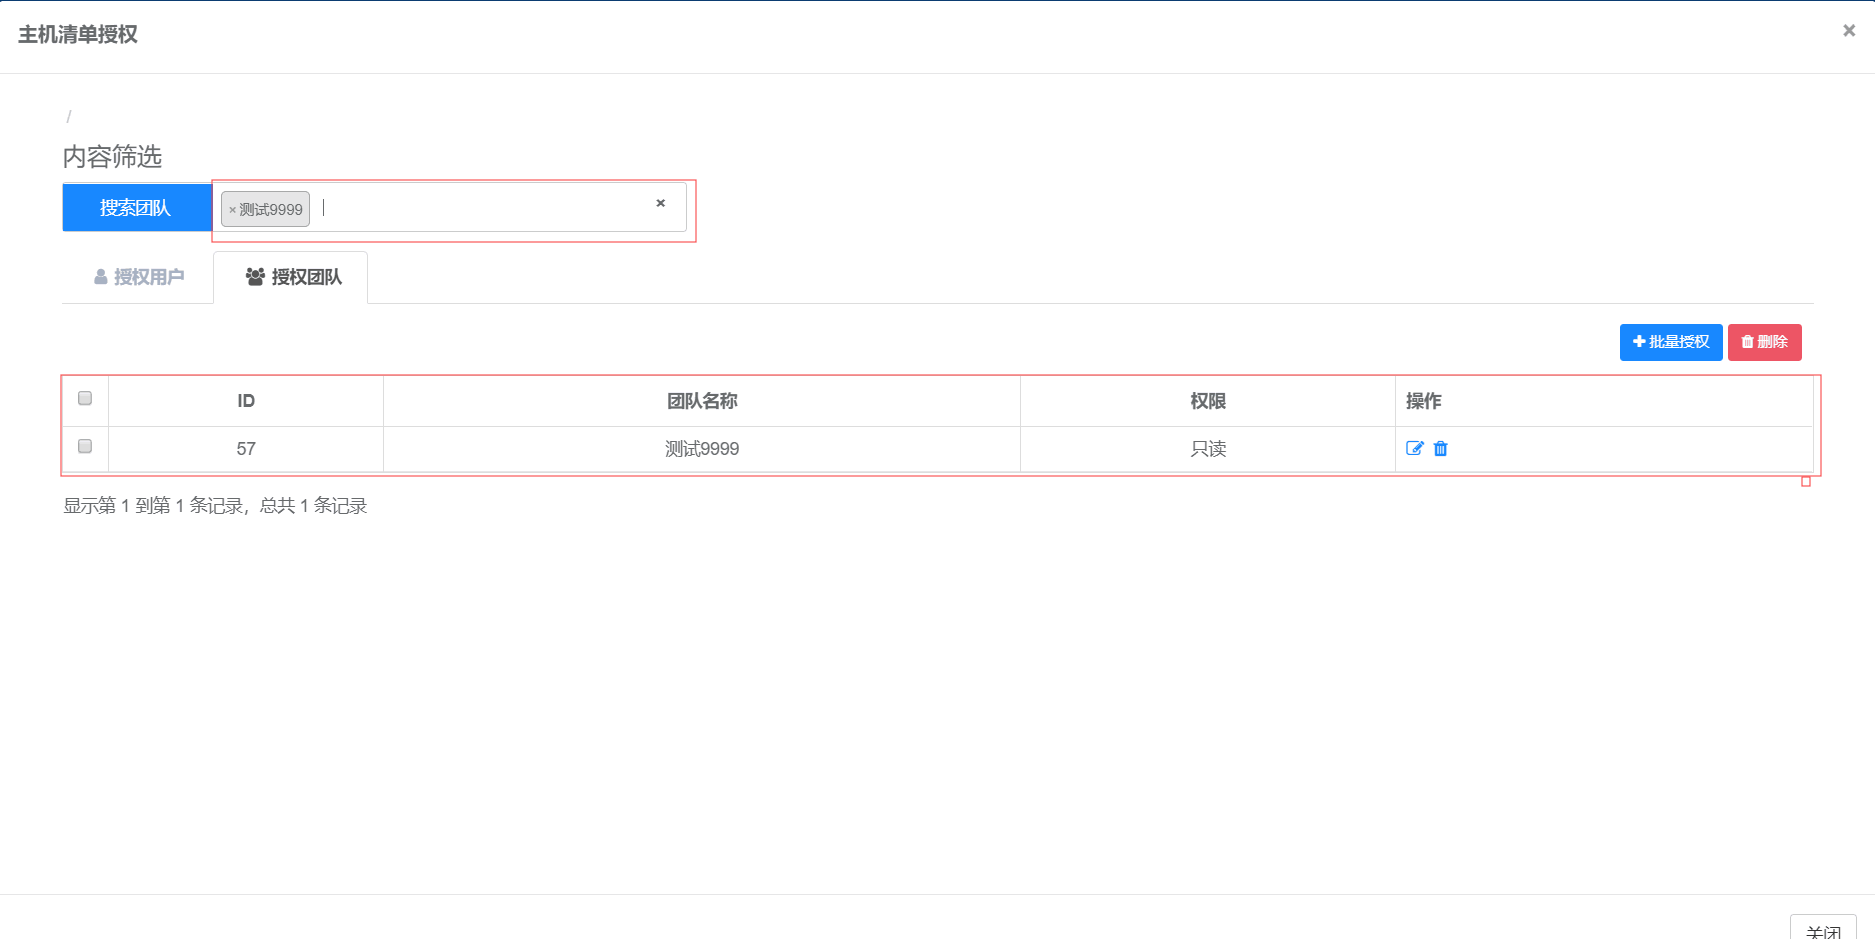 主机清单授权
×
/
内容筛选
搜索团队
×测试9999
×
授权用户
授权团队
批量授权
删除
ID 团队名称 权限 操作
57 测试9999 只读
显示第 1 到第 1 条记录，总共 1 条记录
关闭